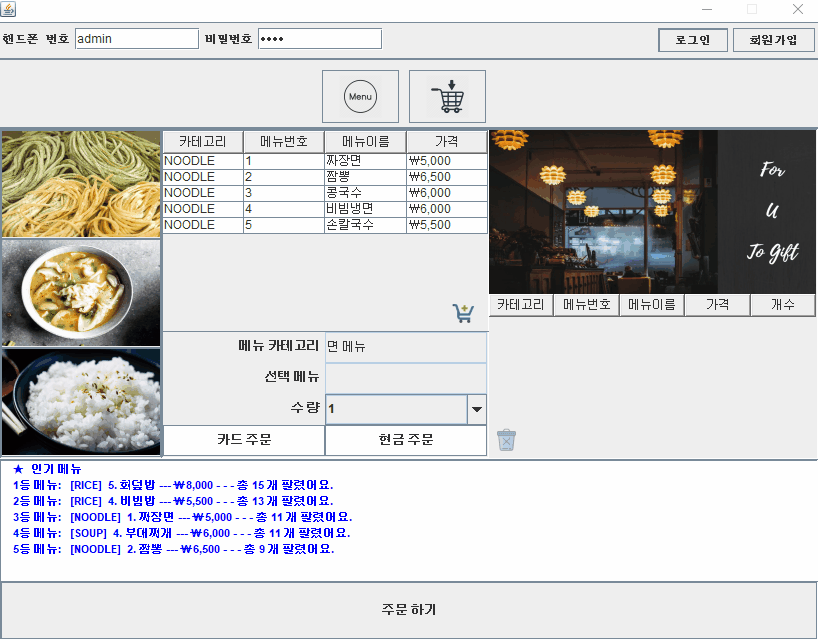 핸드폰 번호 admin 비밀번호 •••• 로그인 회원가입
Menu
카테고리 메뉴번호 메뉴이름 가격
NOODLE 1 짜장면 ₩5,000
NOODLE 2 짬뽕 ₩6,500
NOODLE 3 콩국수 ₩6,000
NOODLE 4 비빔냉면 ₩6,000
NOODLE 5 손칼국수 ₩5,500
For
U
To Gift
카테고리 메뉴번호 메뉴이름 가격 개수
메뉴 카테고리 면 메뉴
선택 메뉴
수 량 1
카드 주문 현금 주문
★ 인기 메뉴
1등 메뉴: [RICE] 5. 회덮밥 --- ₩8,000 - - - 총 15 개 팔렸어요.
2등 메뉴: [RICE] 4. 비빔밥 --- ₩5,500 - - - 총 13 개 팔렸어요.
3등 메뉴: [NOODLE] 1. 짜장면 --- ₩5,000 - - - 총 11 개 팔렸어요.
4등 메뉴: [SOUP] 4. 부대찌개 --- ₩6,000 - - - 총 11 개 팔렸어요.
5등 메뉴: [NOODLE] 2. 짬뽕 --- ₩6,500 - - - 총 9 개 팔렸어요.
주문 하기